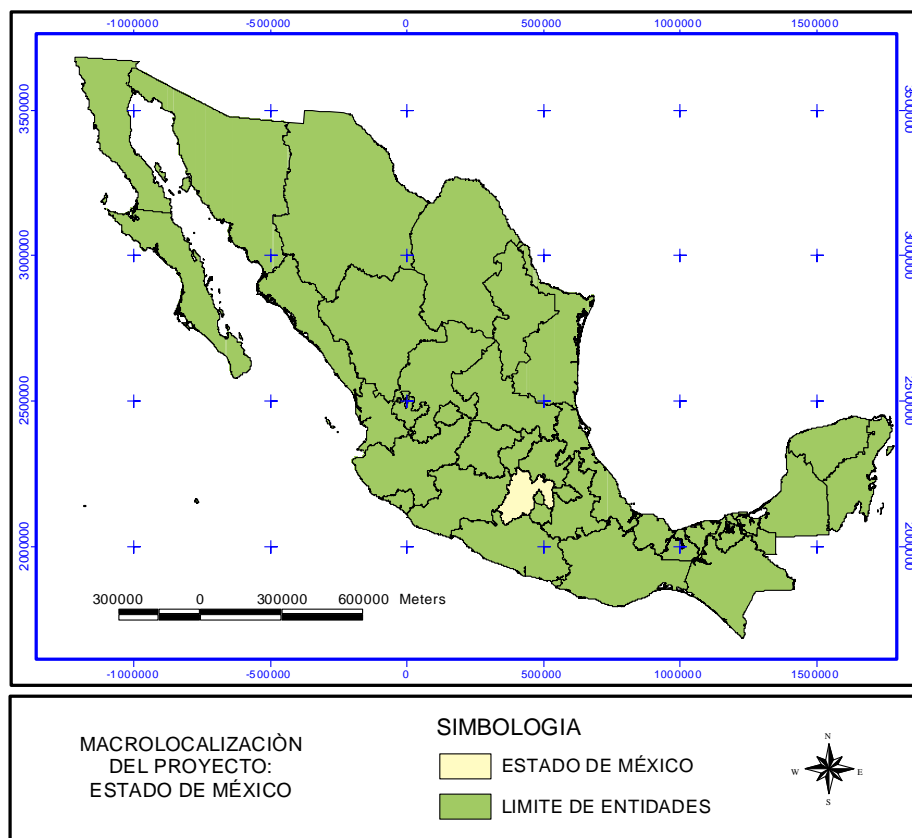 -1000000 -500000 0 500000 1000000 1500000
3500000 3500000
3000000 3000000
2500000 2500000
2000000 2000000
300000 0 300000 600000 Meters
-1000000 -500000 0 500000 1000000 1500000
MACROLOCALIZACIÒN
DEL PROYECTO:
ESTADO DE MÉXICO
SIMBOLOGIA
ESTADO DE MÉXICO
LIMITE DE ENTIDADES
N
W E
S